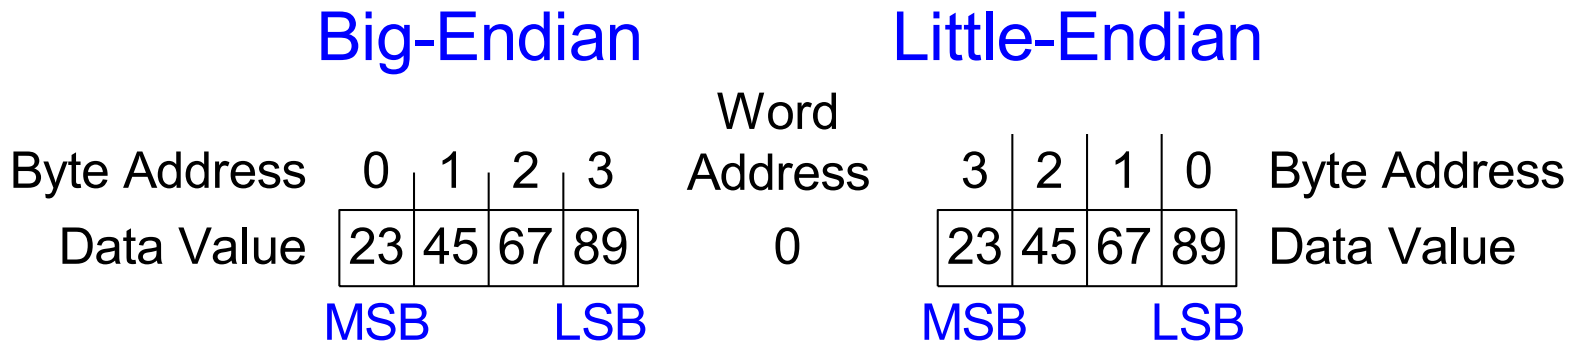 Big-Endian Little-Endian
Word
Byte Address 0 1 2 3 Address 3 2 1 0 Byte Address
Data Value 23 45 67 89 0 23 45 67 89 Data Value
MSB LSB MSB LSB